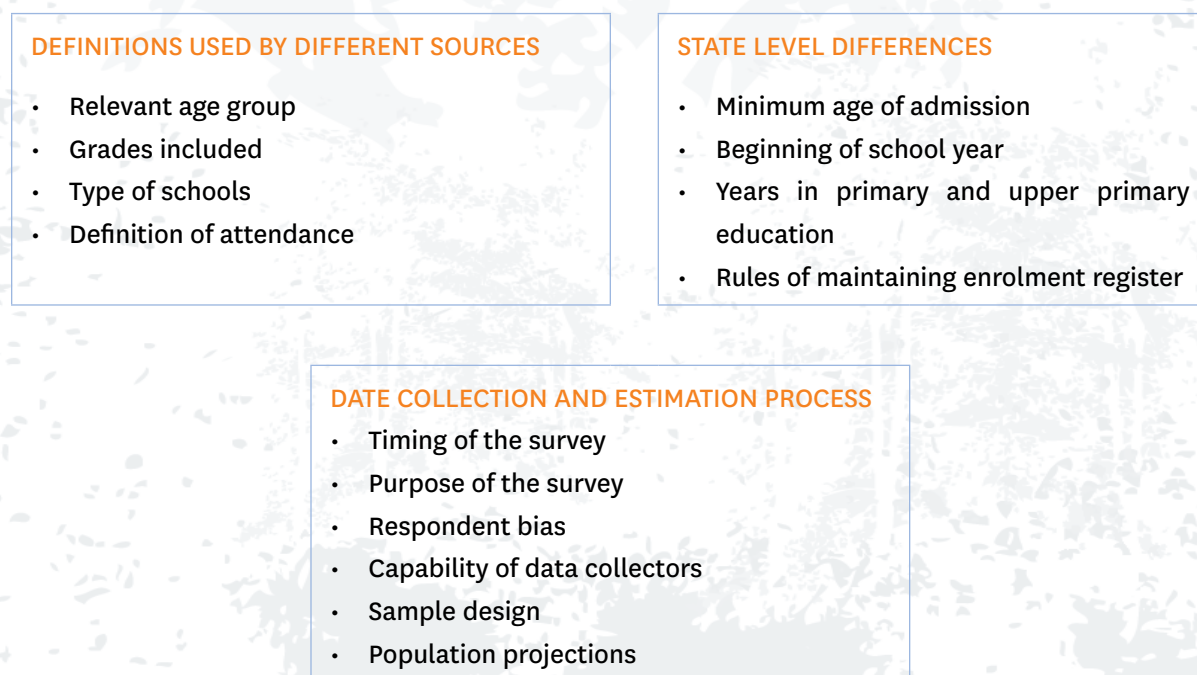 DEFINITIONS USED BY DIFFERENT SOURCES
• Relevant age group
• Grades included
• Type of schools
• Definition of attendance
STATE LEVEL DIFFERENCES
• Minimum age of admission
• Beginning of school year
• Years in primary and upper primary
education
• Rules of maintaining enrolment register
DATE COLLECTION AND ESTIMATION PROCESS
• Timing of the survey
• Purpose of the survey
• Respondent bias
• Capability of data collectors
• Sample design
• Population projections